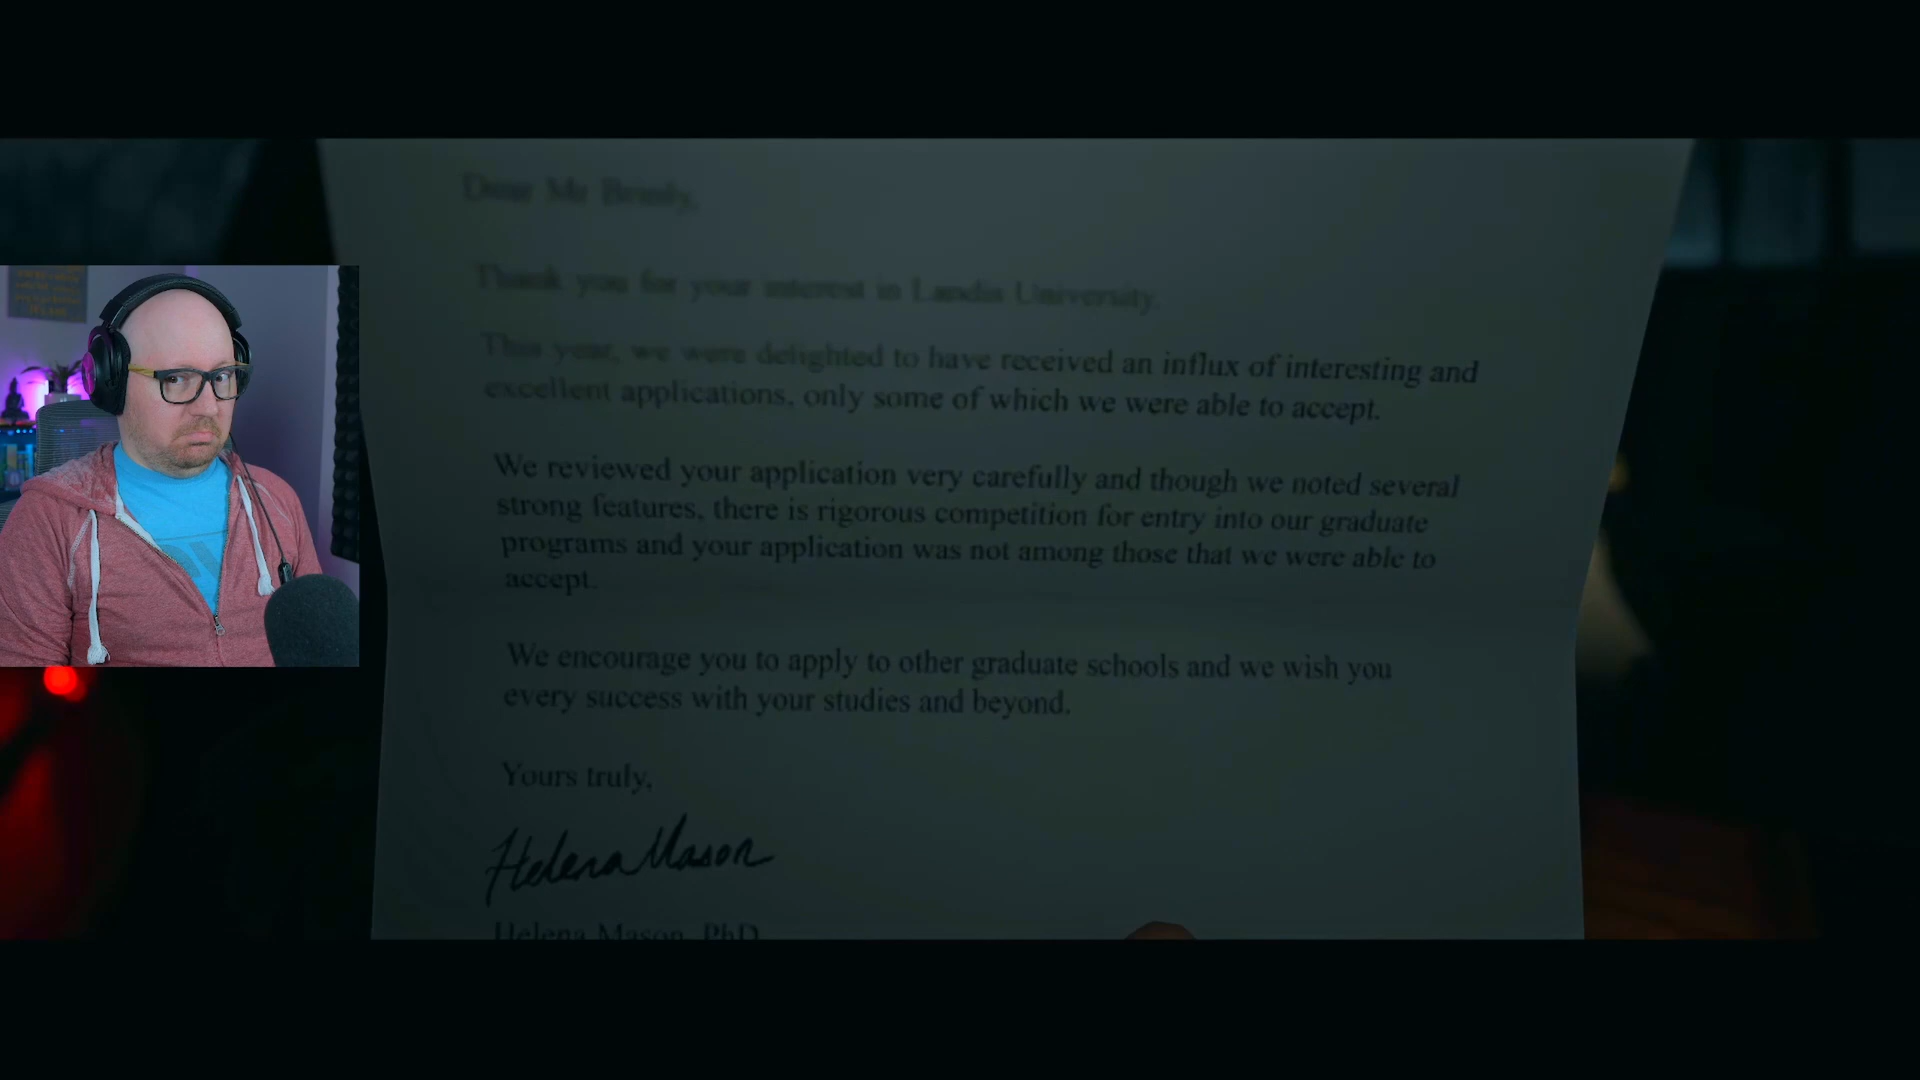 Dear Mr Brinly,
Thank you for your interest in Landis University.
This year, we were delighted to have received an influx of interesting and
excellent applications, only some of which we were able to accept.
We reviewed your application very carefully and though we noted several
strong features, there is rigorous competition for entry into our graduate
programs and your application was not among those that we were able to
accept.
We encourage you to apply to other graduate schools and we wish you
every success with your studies and beyond.
Yours truly,
Helena Mason
Helena Mason, PhD